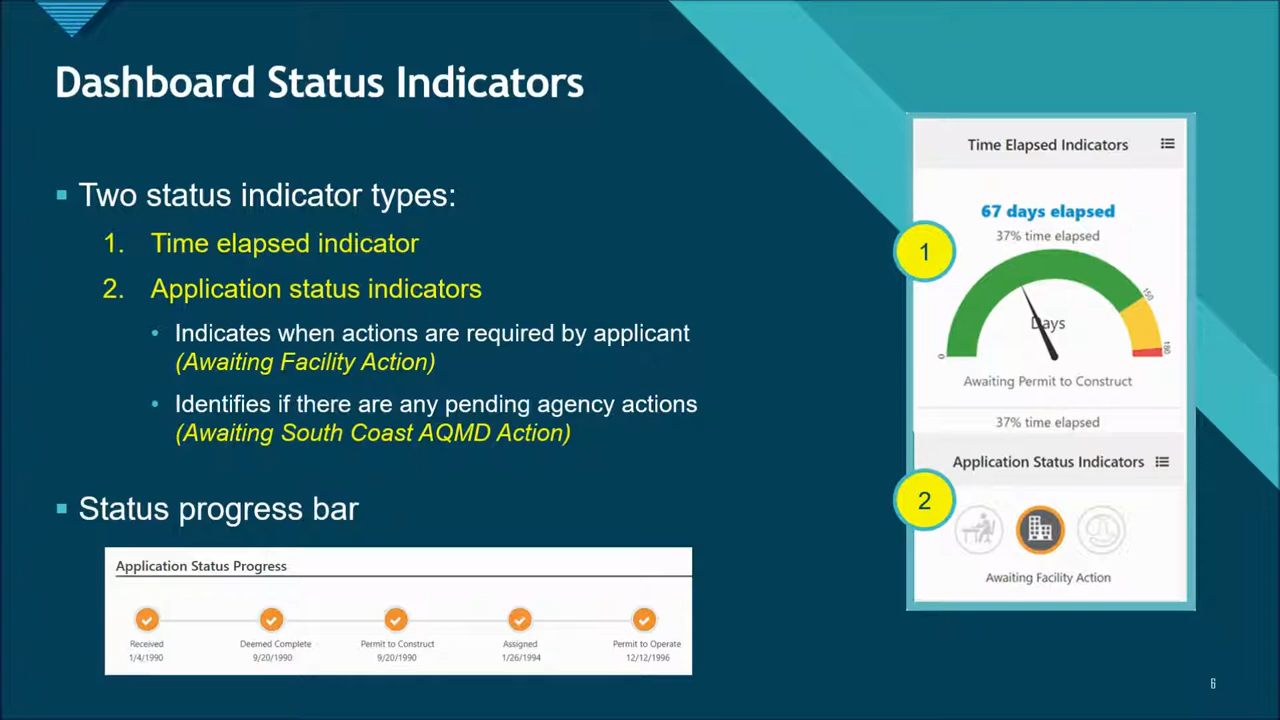 Dashboard Status Indicators
Two status indicator types:
1. Time elapsed indicator
2. Application status indicators
Indicates when actions are required by applicant
(Awaiting Facility Action)
Identifies if there are any pending agency actions
(Awaiting South Coast AQMD Action)
Status progress bar
Application Status Progress
Received
1/4/1990
Deemed Complete
9/20/1990
Permit to Construct
9/20/1990
Assigned
1/26/1994
Permit to Operate
12/12/1996
Time Elapsed Indicators
67 days elapsed
37% time elapsed
1
0
150
180
Days
Awaiting Permit to Construct
37% time elapsed
Application Status Indicators
2
Awaiting Facility Action
6